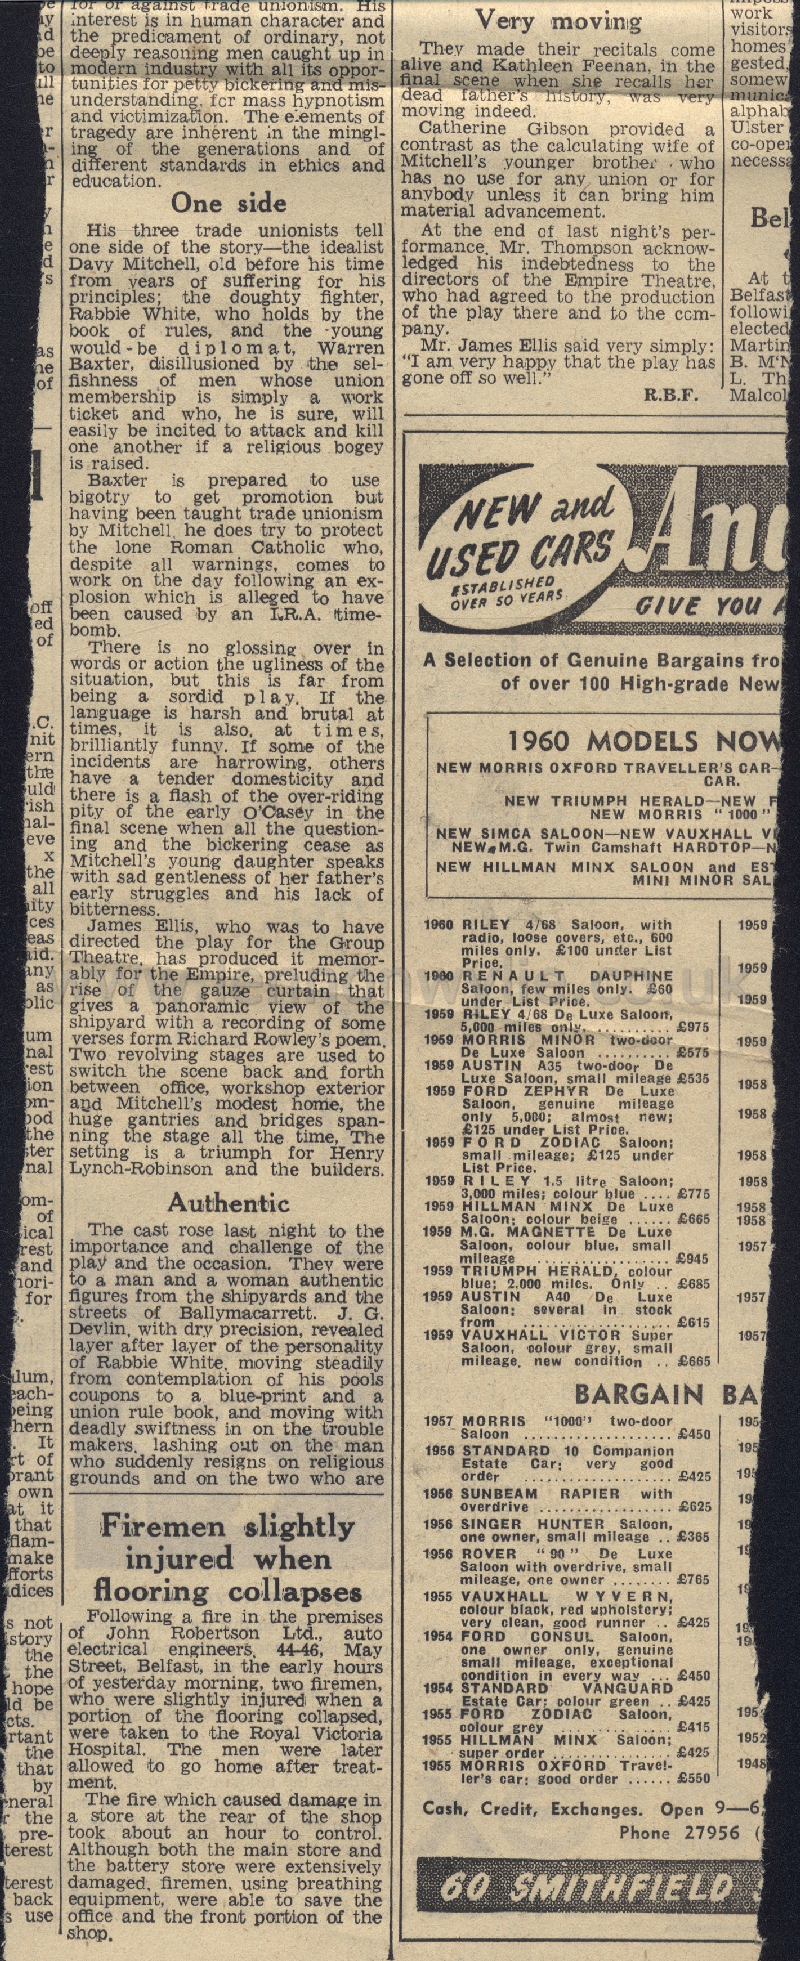 for or against trade unionism. His
interest is in human character and
the predicament of ordinary, not
deeply reasoning men caught up in
modern industry with all its oppor-
tunities for petty bickering and mis-
understanding, for mass hypnotism
and victimization. The elements of
tragedy are inherent in the mingl-
ing of the generations and of
different standards in ethics and
education.
One side
His three trade unionists tell
one side of the story—the idealist
Davy Mitchell, old before his time
from years of suffering for his
principles; the doughty fighter,
Rabbie White, who holds by the
book of rules, and the young
would-be diplomat, Warren
Baxter, disillusioned by the sel-
fishness of men whose union
membership is simply a work
ticket and who, he is sure, will
easily be incited to attack and kill
one another if a religious bogey
is raised.
Baxter is prepared to use
bigotry to get promotion but
having been taught trade unionism
by Mitchell, he does try to protect
the lone Roman Catholic who,
despite all warnings, comes to
work on the day following an ex-
plosion which is alleged to have
been caused by an I.R.A. time-
bomb.
There is no glossing over in
words or action the ugliness of the
situation, but this is far from
being a sordid play. If the
language is harsh and brutal at
times, it is also, at times,
brilliantly funny. If some of the
incidents are harrowing, others
have a tender domesticity and
there is a flash of the over-riding
pity of the early O'Casey in the
final scene when all the question-
ing and the bickering cease as
Mitchell's young daughter speaks
with sad gentleness of her father's
early struggles and his lack of
bitterness.
James Ellis, who was to have
directed the play for the Group
Theatre, has produced it memor-
ably for the Empire, preluding the
rise of the gauze curtain that
gives a panoramic view of the
shipyard with a recording of some
verses form Richard Rowley's poem.
Two revolving stages are used to
switch the scene back and forth
between office, workshop exterior
and Mitchell's modest home, the
huge gantries and bridges span-
ning the stage all the time, The
setting is a triumph for Henry
Lynch-Robinson and the builders.
Authentic
The cast rose last night to the
importance and challenge of the
play and the occasion. They were
to a man and a woman authentic
figures from the shipyards and the
streets of Ballymacarrett. J. G.
Devlin, with dry precision, revealed
layer after layer of the personality
of Rabbie White, moving steadily
from contemplation of his pools
coupons to a blue-print and a
union rule book, and moving with
deadly swiftness in on the trouble
makers, lashing out on the man
who suddenly resigns on religious
grounds and on the two who are
Firemen slightly
injured when
flooring collapses
Following a fire in the premises
of John Robertson Ltd., auto
electrical engineers, 44-46, May
Street, Belfast, in the early hours
of yesterday morning, two firemen,
who were slightly injured when a
portion of the flooring collapsed,
were taken to the Royal Victoria
Hospital. The men were later
allowed to go home after treat-
ment.
The fire which caused damage in
a store at the rear of the shop
took about an hour to control.
Although both the main store and
the battery store were extensively
damaged, firemen, using breathing
equipment, were able to save the
office and the front portion of the
shop.
Very moving
They made their recitals come
alive and Kathleen Feenan, in the
final scene when she recalls her
dead father's history, was very
moving indeed.
Catherine Gibson provided a
contrast as the calculating wife of
Mitchell's younger brother who
has no use for any union or for
anybody unless it can bring him
material advancement.
At the end of last night's per-
formance, Mr. Thompson acknow-
ledged his indebtedness to the
directors of the Empire Theatre,
who had agreed to the production
of the play there and to the com-
pany.
Mr. James Ellis said very simply:
"I am very happy that the play has
gone off so well."
R.B.F.
work
visitors
homes
gested,
somew
munic
alphab
Ulster
co-ope
necessa
Bel
At t
Belfast
followi
elected
Martin
B. M'N
L. Th
Malcol
NEW and
USED CARS
ESTABLISHED
OVER 50 YEARS
GIVE YOU A
A Selection of Genuine Bargains fro
of over 100 High-grade New
1960 MODELS NOW
NEW MORRIS OXFORD TRAVELLER'S CAR—
CAR.
NEW TRIUMPH HERALD—NEW F
NEW MORRIS "1000"
NEW SIMCA SALOON—NEW VAUXHALL VI
NEW M.G. Twin Camshaft HARDTOP—N
NEW HILLMAN MINX SALOON and EST
MINI MINOR SAL
1960 RILEY 4/68 Saloon, with
radio, loose covers, etc., 600
miles only. £100 under List
Price.
1960 RENAULT DAUPHINE
Saloon, few miles only. £60
under List Price.
1959 RILEY 4/68 De Luxe Saloon,
5,000 miles only. .......... £975
1959 MORRIS MINOR two-door
De Luxe Saloon .......... £575
1959 AUSTIN A35 two-door De
Luxe Saloon, small mileage £535
1959 FORD ZEPHYR De Luxe
Saloon, genuine mileage
only 5,000; almost new;
£125 under List Price.
1959 FORD ZODIAC Saloon;
small mileage; £125 under
List Price.
1959 RILEY 1.5 litre Saloon;
3,000 miles; colour blue .... £775
1959 HILLMAN MINX De Luxe
Saloon; colour beige ...... £665
1959 M.G. MAGNETTE De Luxe
Saloon, colour blue, small
mileage .................. £945
1959 TRIUMPH HERALD, colour
blue; 2,000 miles. Only .. £685
1959 AUSTIN A40 De Luxe
Saloon; several in stock
from .................... £615
1959 VAUXHALL VICTOR Super
Saloon, colour grey, small
mileage, new condition .. £665
1959
1959
1959
1959
1958
1958
1958
1958
1958
1958
1957
1957
1957
BARGAIN BA
1957 MORRIS "1000" two-door
Saloon .................... £450
1956 STANDARD 10 Companion
Estate Car; very good
order .................... £425
1956 SUNBEAM RAPIER with
overdrive .................. £625
1956 SINGER HUNTER Saloon,
one owner, small mileage .. £365
1956 ROVER "90" De Luxe
Saloon with overdrive, small
mileage, one owner ........ £765
1955 VAUXHALL WYVERN,
colour black, red upholstery;
very clean, good runner .. £425
1954 FORD CONSUL Saloon,
one owner only, genuine
small mileage, exceptional
condition in every way .... £450
1954 STANDARD VANGUARD
Estate Car; colour green .. £425
1955 FORD ZODIAC Saloon,
colour grey .............. £415
1955 HILLMAN MINX Saloon;
super order .............. £425
1955 MORRIS OXFORD Travel-
ler's car; good order ...... £550
1952
1948
Cash, Credit, Exchanges. Open 9—6
Phone 27956 (
60 SMITHFIELD